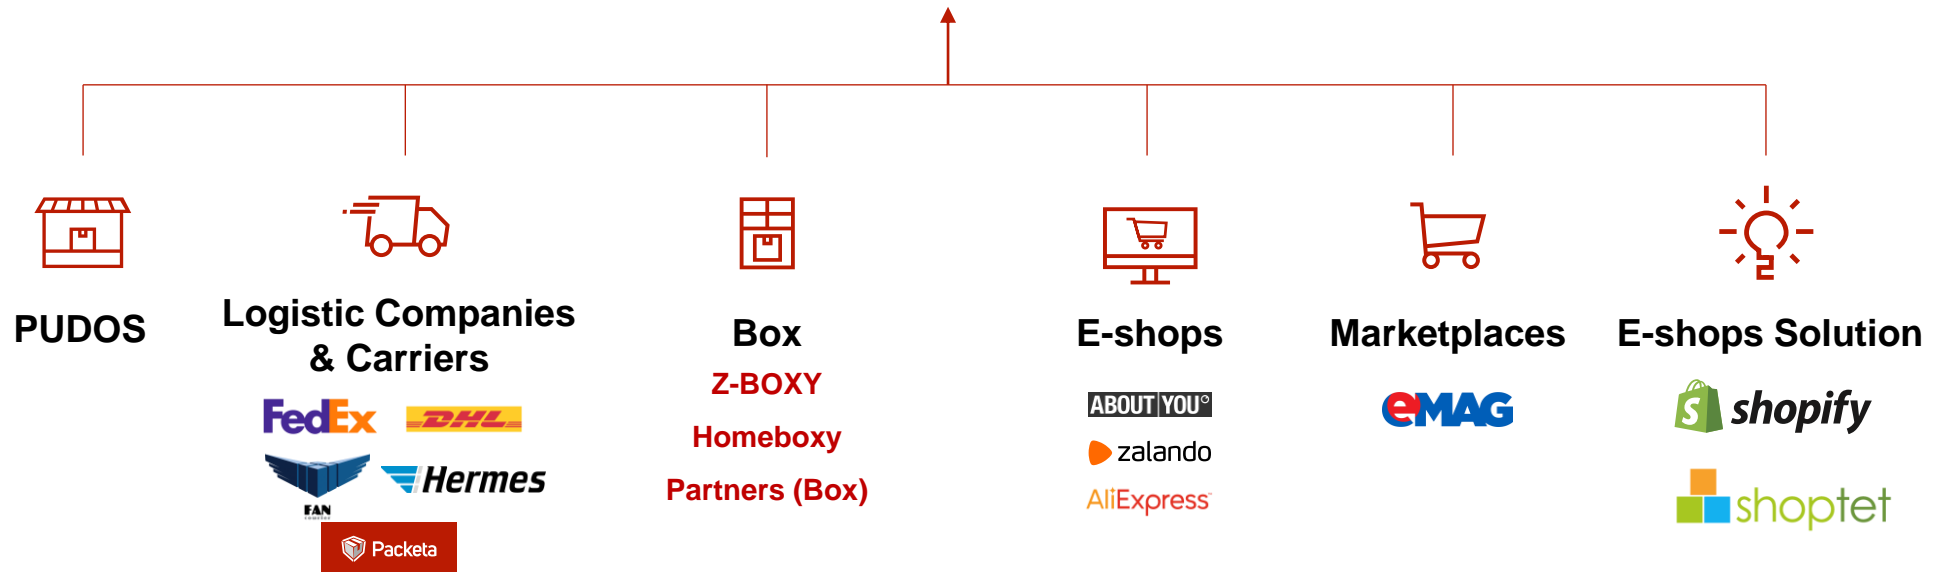 PUDOS
Logistic Companies
& Carriers
FedEx
DHL
FAN
COURIER
Hermes
Packeta
Box
Z-BOXY
Homeboxy
Partners (Box)
E-shops
ABOUT YOU°
zalando
AliExpress
Marketplaces
eMAG
E-shops Solution
S shopify
shoptet